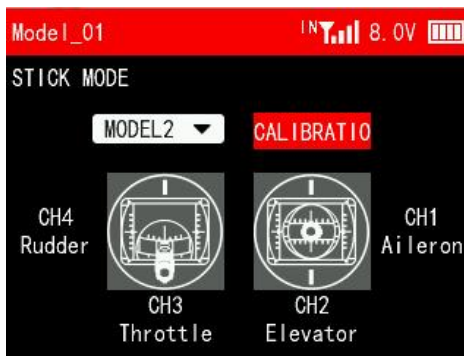 Model_01 IN 8.0V
STICK MODE
MODEL2 CALIBRATIO
CH4
Rudder
CH1
Aileron
CH3
Throttle
CH2
Elevator